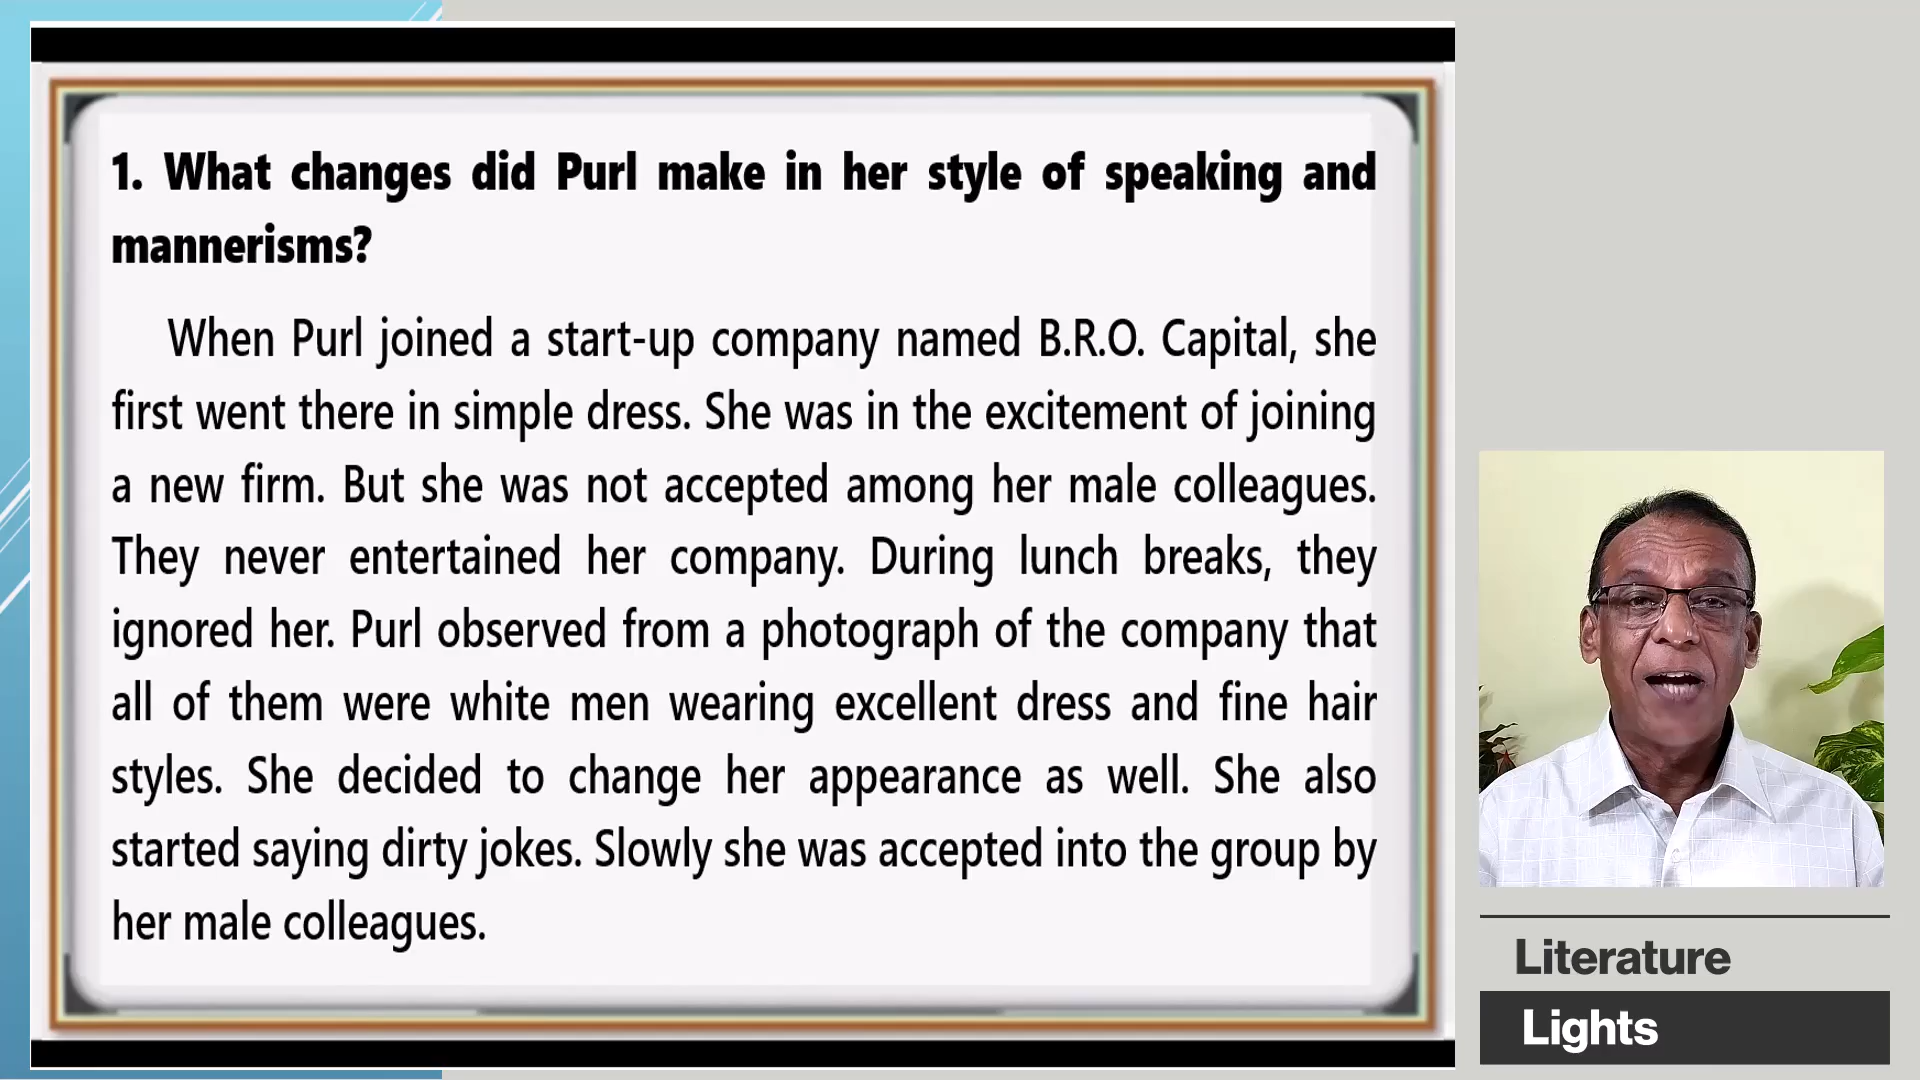 1. What changes did Purl make in her style of speaking and
mannerisms?
When Purl joined a start-up company named B.R.O. Capital, she
first went there in simple dress. She was in the excitement of joining
a new firm. But she was not accepted among her male colleagues.
They never entertained her company. During lunch breaks, they
ignored her. Purl observed from a photograph of the company that
all of them were white men wearing excellent dress and fine hair
styles. She decided to change her appearance as well. She also
started saying dirty jokes. Slowly she was accepted into the group by
her male colleagues.
Literature
Lights